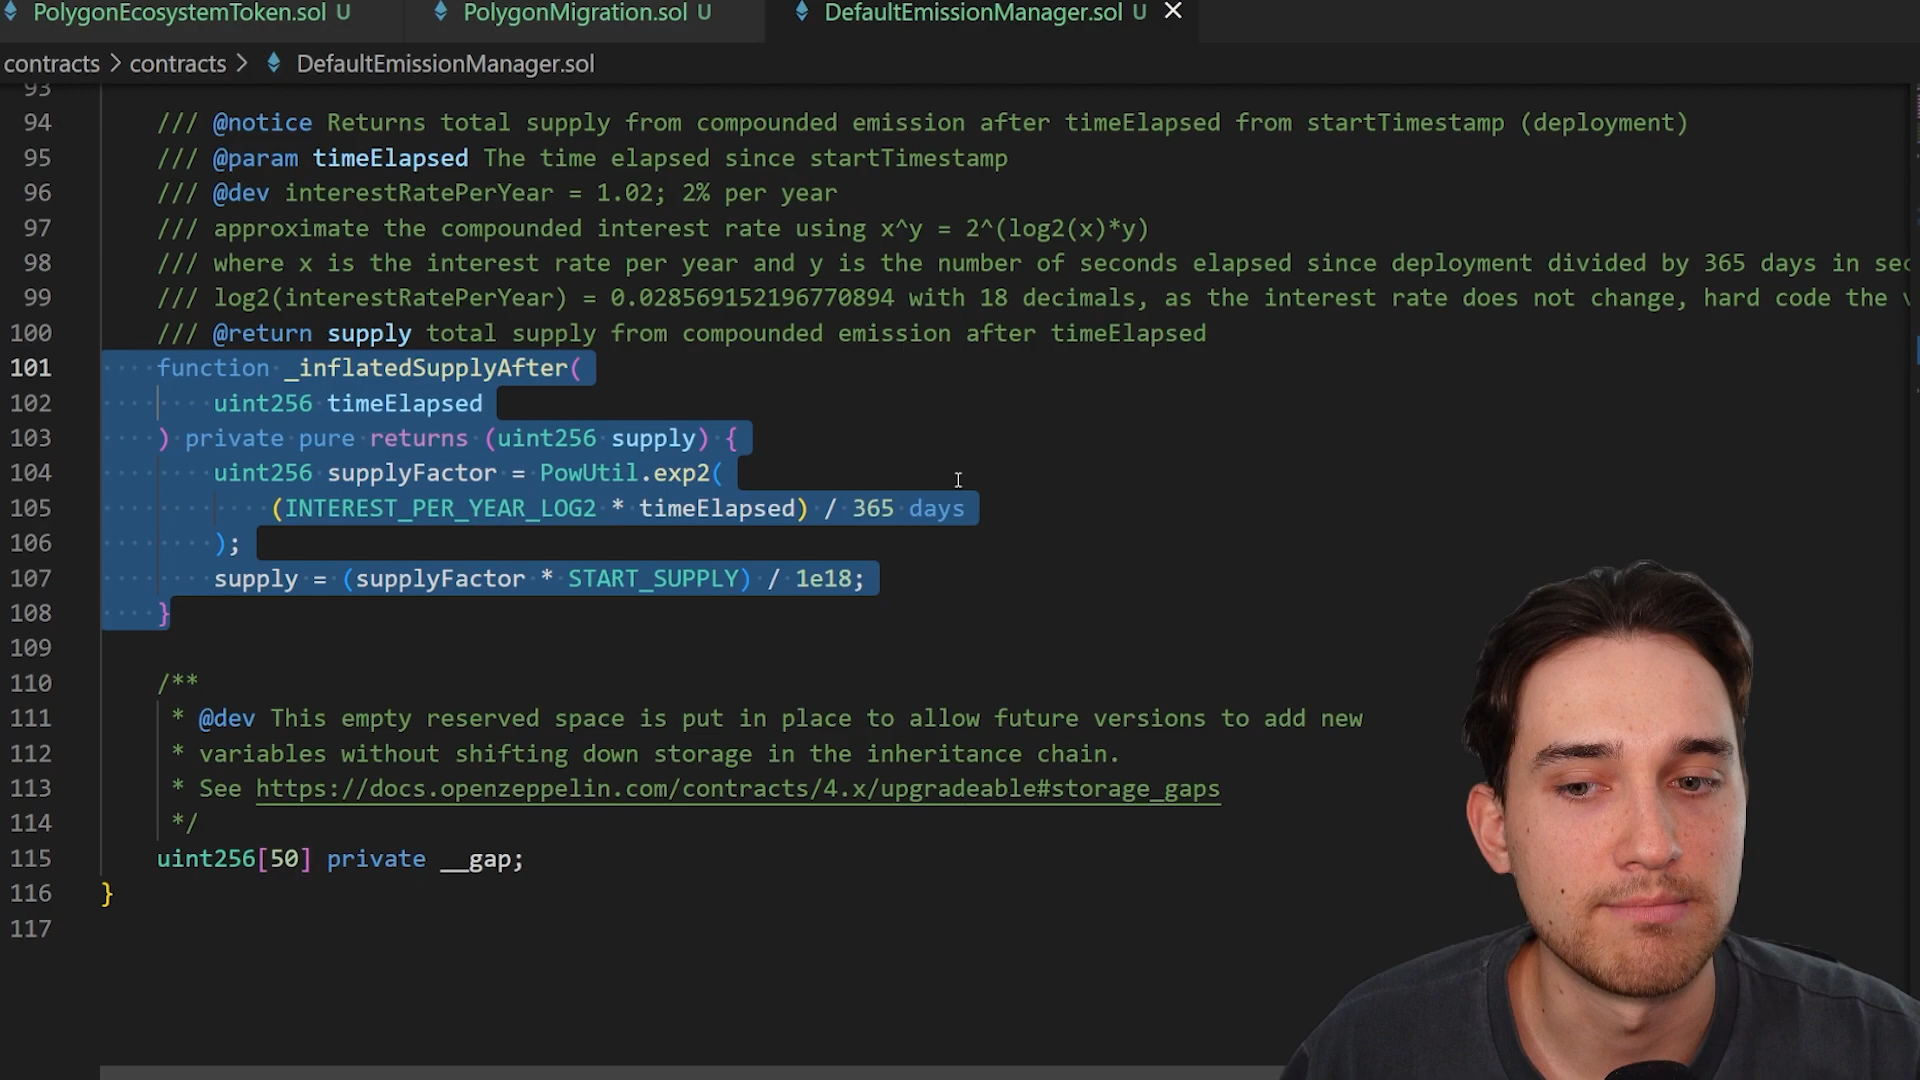 PolygonEcosystemToken.sol U
PolygonMigration.sol U
DefaultEmissionManager.sol U
contracts > contracts > DefaultEmissionManager.sol
93
94 /// @notice Returns total supply from compounded emission after timeElapsed from startTimestamp (deployment)
95 /// @param timeElapsed The time elapsed since startTimestamp
96 /// @dev interestRatePerYear = 1.02; 2% per year
97 /// approximate the compounded interest rate using x^y = 2^(log2(x)*y)
98 /// where x is the interest rate per year and y is the number of seconds elapsed since deployment divided by 365 days in
99 /// log2(interestRatePerYear) = 0.028569152196770894 with 18 decimals, as the interest rate does not change, hard code the
100 /// @return supply total supply from compounded emission after timeElapsed
101 function _inflatedSupplyAfter(
102 uint256 timeElapsed
103 ) private pure returns (uint256 supply) {
104 uint256 supplyFactor = PowUtil.exp2(
105 (INTEREST_PER_YEAR_LOG2 * timeElapsed) / 365 days
106 );
107 supply = (supplyFactor * START_SUPPLY) / 1e18;
108 }
109
110 /**
111 * @dev This empty reserved space is put in place to allow future versions to add new
112 * variables without shifting down storage in the inheritance chain.
113 * See https://docs.openzeppelin.com/contracts/4.x/upgradeable#storage_gaps
114 */
115 uint256[50] private __gap;
116 }
117